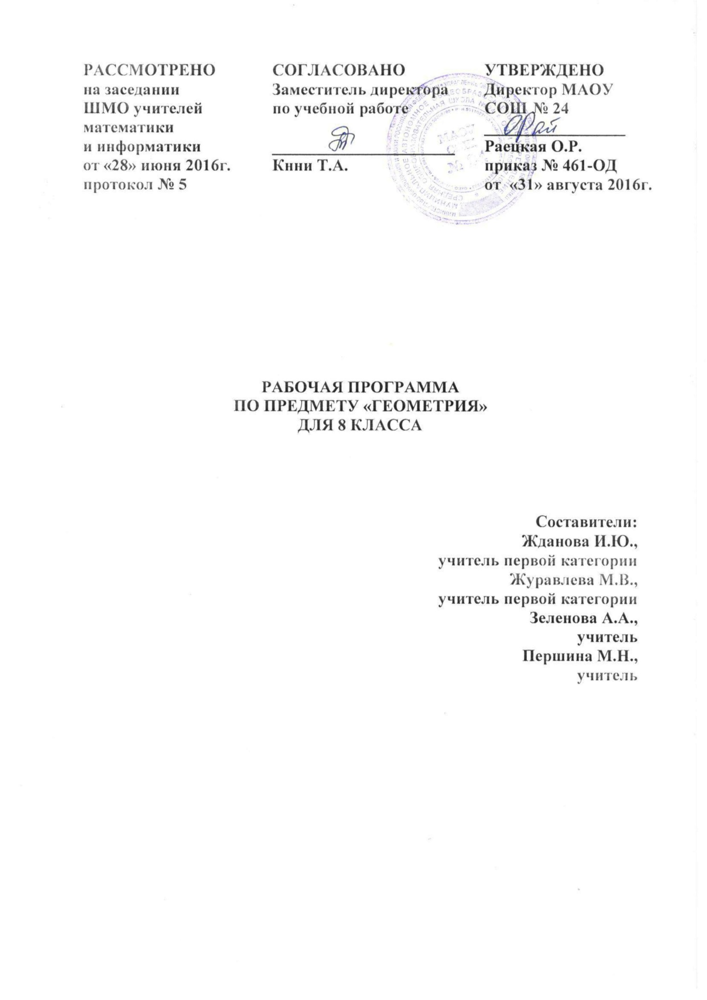 РАССМОТРЕНО
на заседании
ШМО учителей
математики
и информатики
от «28» июня 2016г.
протокол № 5
СОГЛАСОВАНО
Заместитель директора
по учебной работе
Книи Т.А.
УТВЕРЖДЕНО
Директор МАОУ
СОШ № 24
Раецкая О.Р.
приказ № 461-ОД
от «31» августа 2016г.
МАОУ
РАБОЧАЯ ПРОГРАММА
ПО ПРЕДМЕТУ «ГЕОМЕТРИЯ»
ДЛЯ 8 КЛАССА
Составители:
Жданова И.Ю.,
учитель первой категории
Журавлева М.В.,
учитель первой категории
Зеленова А.А.,
учитель
Першина М.Н.,
учитель